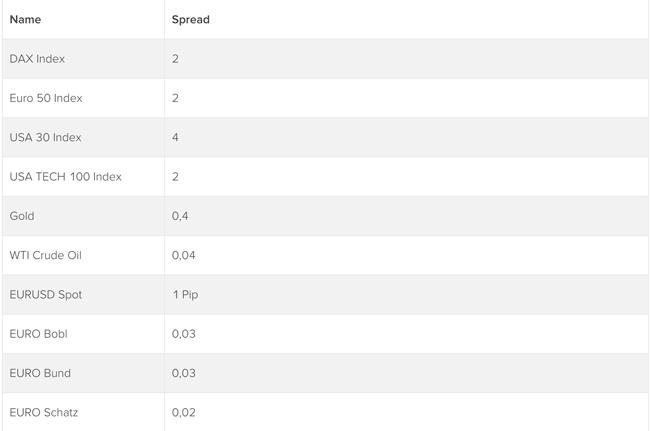 Name Spread
DAX Index 2
Euro 50 Index 2
USA 30 Index 4
USA TECH 100 Index 2
Gold 0,4
WTI Crude Oil 0,04
EURUSD Spot 1 Pip
EURO Bobl 0,03
EURO Bund 0,03
EURO Schatz 0,02